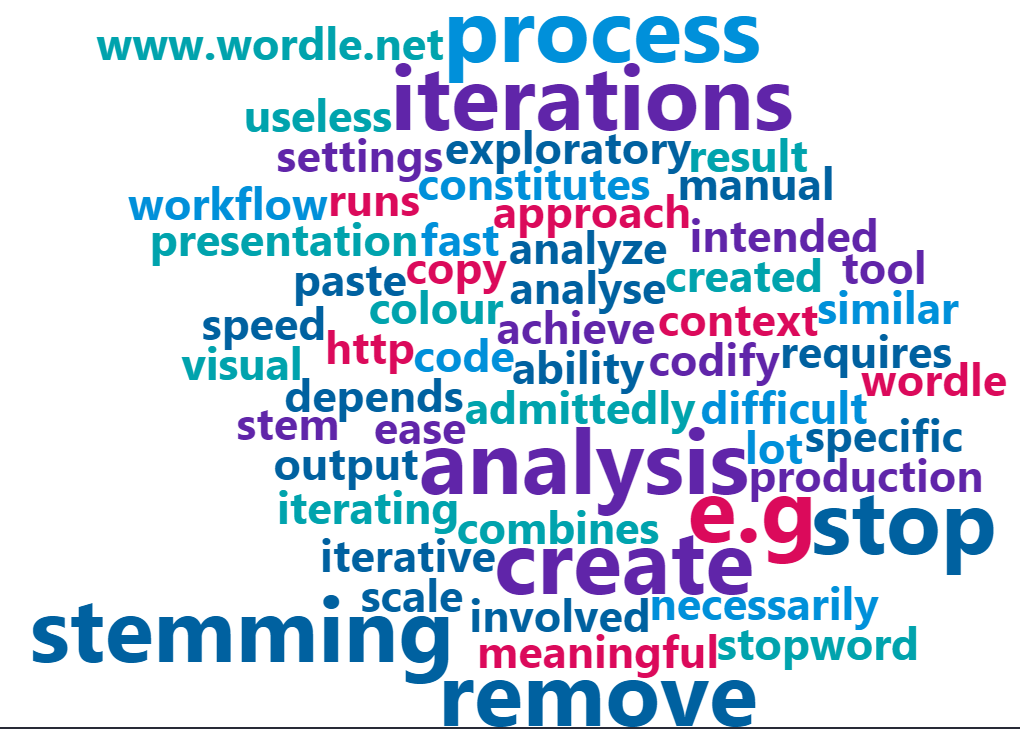 www.wordle.net process
useless iterations
settings exploratory result
constitutes manual
workflow runs approach
presentation fast analyze intended
paste copy analyse created tool
colour similar
speed achieve context
visual http code ability codify requires
wordle
depends admittedly difficult
stem ease lot specific
output analysis production
iterating combines e.g stop
iterative create
scale involved necessarily
stemming meaningful stopword
remove